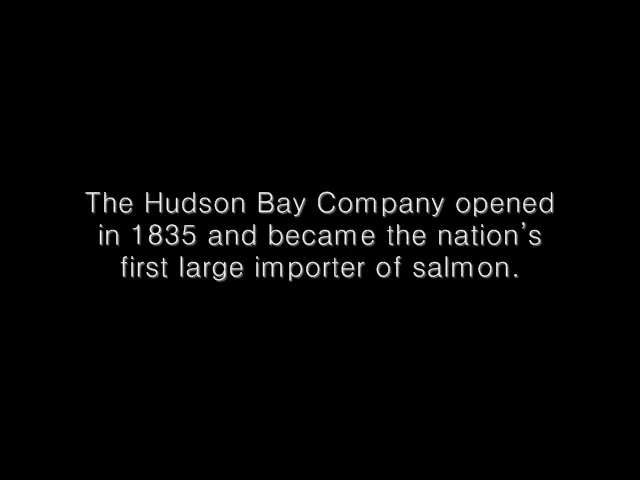 The Hudson Bay Company opened
in 1835 and became the nation’s
first large importer of salmon.